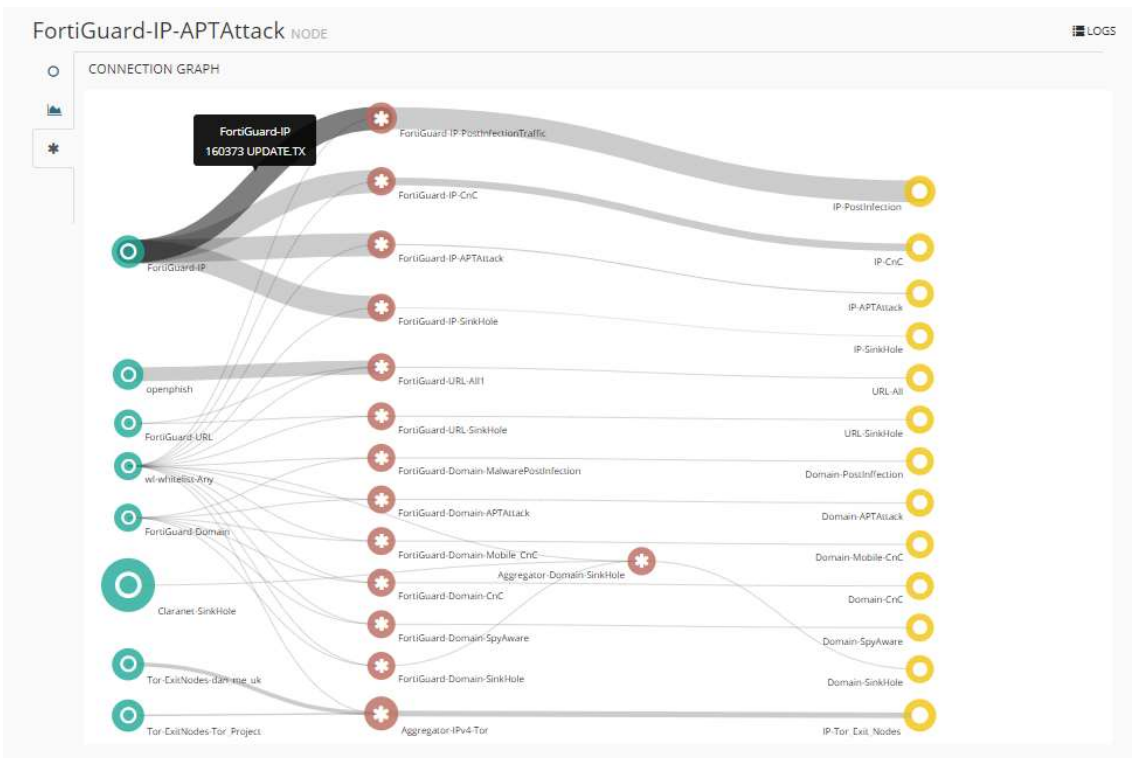 FortiGuard-IP-APTAttack NODE
LOGS
CONNECTION GRAPH
FortiGuard-IP
160373 UPDATE.TX
FortiGuard-IP-PostInfectionTraffic
FortiGuard-IP-CnC
IP-PostInfection
FortiGuard-IP
FortiGuard-IP-APTAttack
IP-CnC
IP-APTAttack
FortiGuard-IP-SinkHole
IP-SinkHole
openphish
FortiGuard-URL-All1
URL-All
FortiGuard-URL
FortiGuard-URL-SinkHole
URL-SinkHole
wl-whitelist-Any
FortiGuard-Domain-MalwarePostInfection
Domain-PostInffection
FortiGuard-Domain
FortiGuard-Domain-APTAttack
Domain-APTAttack
FortiGuard-Domain-Mobile_CnC
Domain-Mobile-CnC
Aggregator-Domain-SinkHole
Claranet-SinkHole
FortiGuard-Domain-CnC
Domain-CnC
FortiGuard-Domain-SpyAware
Domain-SpyAware
Tor-ExitNodes-dan_me_uk
FortiGuard-Domain-SinkHole
Domain-SinkHole
Tor-ExitNodes-Tor_Project
Aggregator-IPv4-Tor
IP-Tor_Exit_Nodes